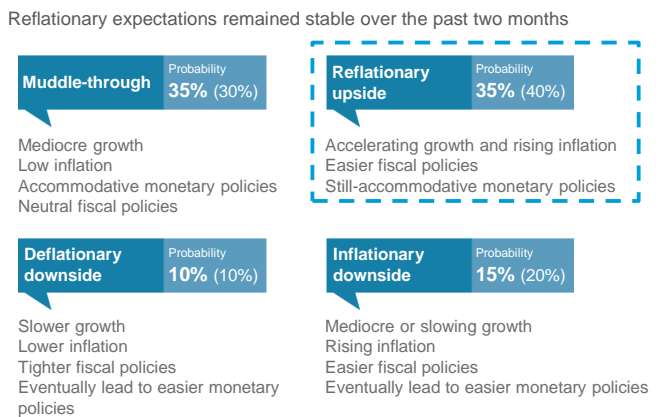 Reflationary expectations remained stable over the past two months
Muddle-through
Probability
35% (30%)
Mediocre growth
Low inflation
Accommodative monetary policies
Neutral fiscal policies
Reflationary
upside
Probability
35% (40%)
Accelerating growth and rising inflation
Easier fiscal policies
Still-accommodative monetary policies
Deflationary
downside
Probability
10% (10%)
Slower growth
Lower inflation
Tighter fiscal policies
Eventually lead to easier monetary
policies
Inflationary
downside
Probability
15% (20%)
Mediocre or slowing growth
Rising inflation
Easier fiscal policies
Eventually lead to easier monetary policies